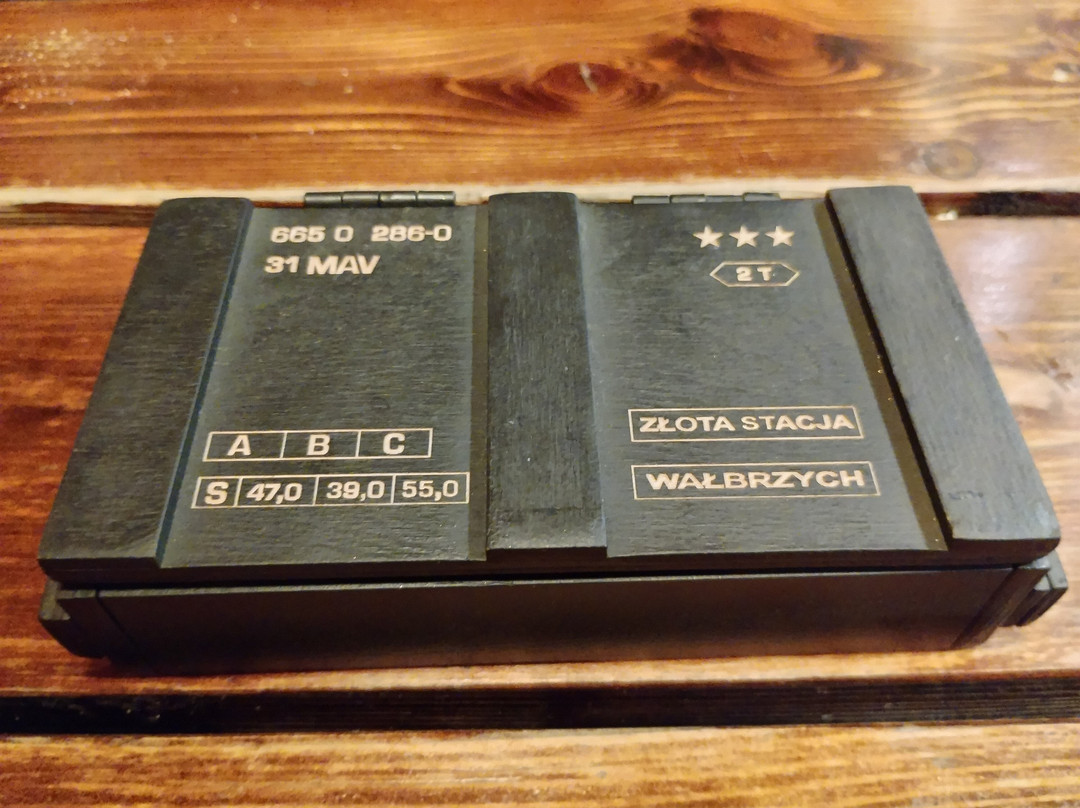 665 0 286-0
31 MAV
A B C
S 47,0 39,0 55,0
★★★
2 T
ZŁOTA STACJA
WAŁBRZYCH